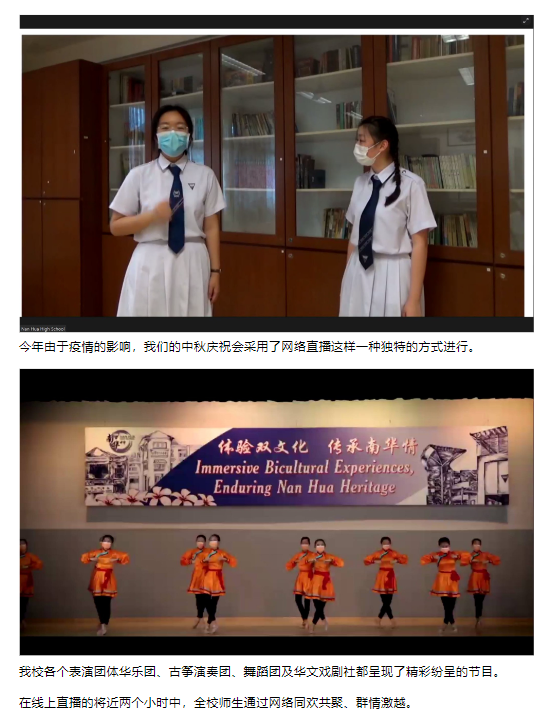 Nan Hua High School
今年由于疫情的影响，我们的中秋庆祝会采用了网络直播这样一种独特的方式进行。
体验双文化 传承南华情
Immersive Bicultural Experiences,
Enduring Nan Hua Heritage
我校各个表演团体华乐团、古筝演奏团、舞蹈团及华文戏剧社都呈现了精彩纷呈的节目。
在线上直播的将近两个小时中，全校师生通过网络同欢共聚、群情激越。